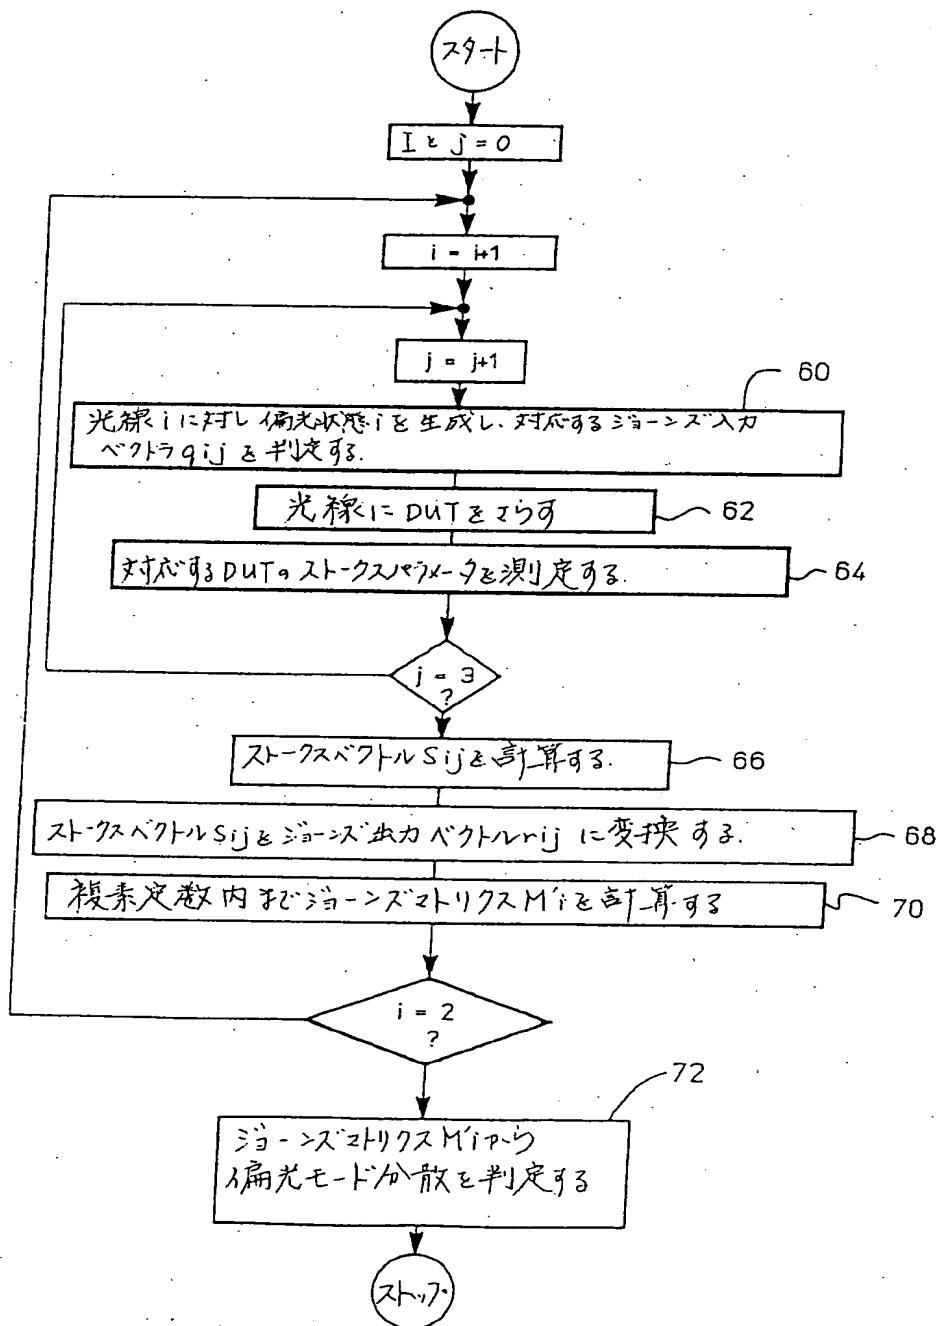 スタート
Iと j = 0
i = i+1
j = j+1
60
光線 i に対し 偏光状態 i を生成し、対応する ジョーンズ入力
ベクトラ qij を判定する.
光線に DUT をさらす
62
対応する DUT の ストークスパラメータを測定する.
64
j = 3
?
ストークスベクトル Sij を計算する.
66
ストークスベクトル Sij をジョーンズ出力 ベクトル rij に変換 する.
68
複素定数内までジョーンズマトリクス M'i を計算する
70
i = 2
?
72
ジョーンズマトリクス M'i から
偏光モード分散を判定する
ストップ